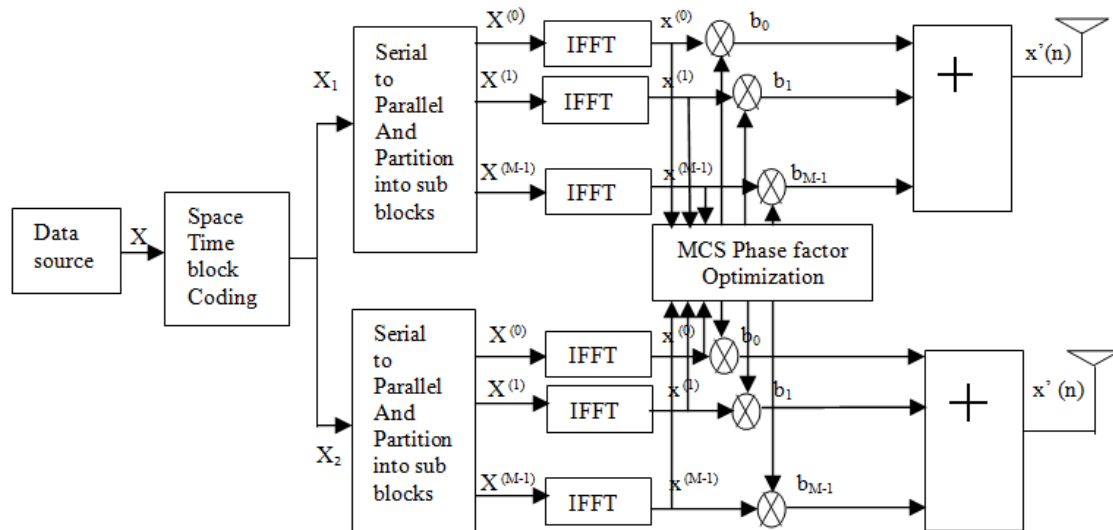 Data
source
X
Space
Time
block
Coding
X₁
Serial
to
Parallel
And
Partition
into sub
blocks
X⁽⁰⁾
IFFT
x⁽⁰⁾
b₀
X⁽¹⁾
IFFT
x⁽¹⁾
b₁
X⁽ᴹ⁻¹⁾
IFFT
x⁽ᴹ⁻¹⁾
b_{M-1}
+
x'(n)
MCS Phase factor
Optimization
X₂
Serial
to
Parallel
And
Partition
into sub
blocks
X⁽⁰⁾
IFFT
x⁽⁰⁾
b₀
X⁽¹⁾
IFFT
x⁽¹⁾
b₁
X⁽ᴹ⁻¹⁾
IFFT
x⁽ᴹ⁻¹⁾
b_{M-1}
+
x' (n)